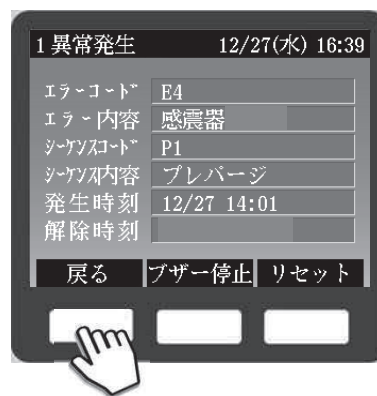 1 異常発生 12/27(水) 16:39
ｴﾗｰｺｰﾄﾞ E4
ｴﾗｰ内容 感震器
ｼｰｹﾝｽｺｰﾄﾞ P1
ｼｰｹﾝｽ内容 プレパージ
発生時刻 12/27 14:01
解除時刻
戻る ブザー停止 リセット